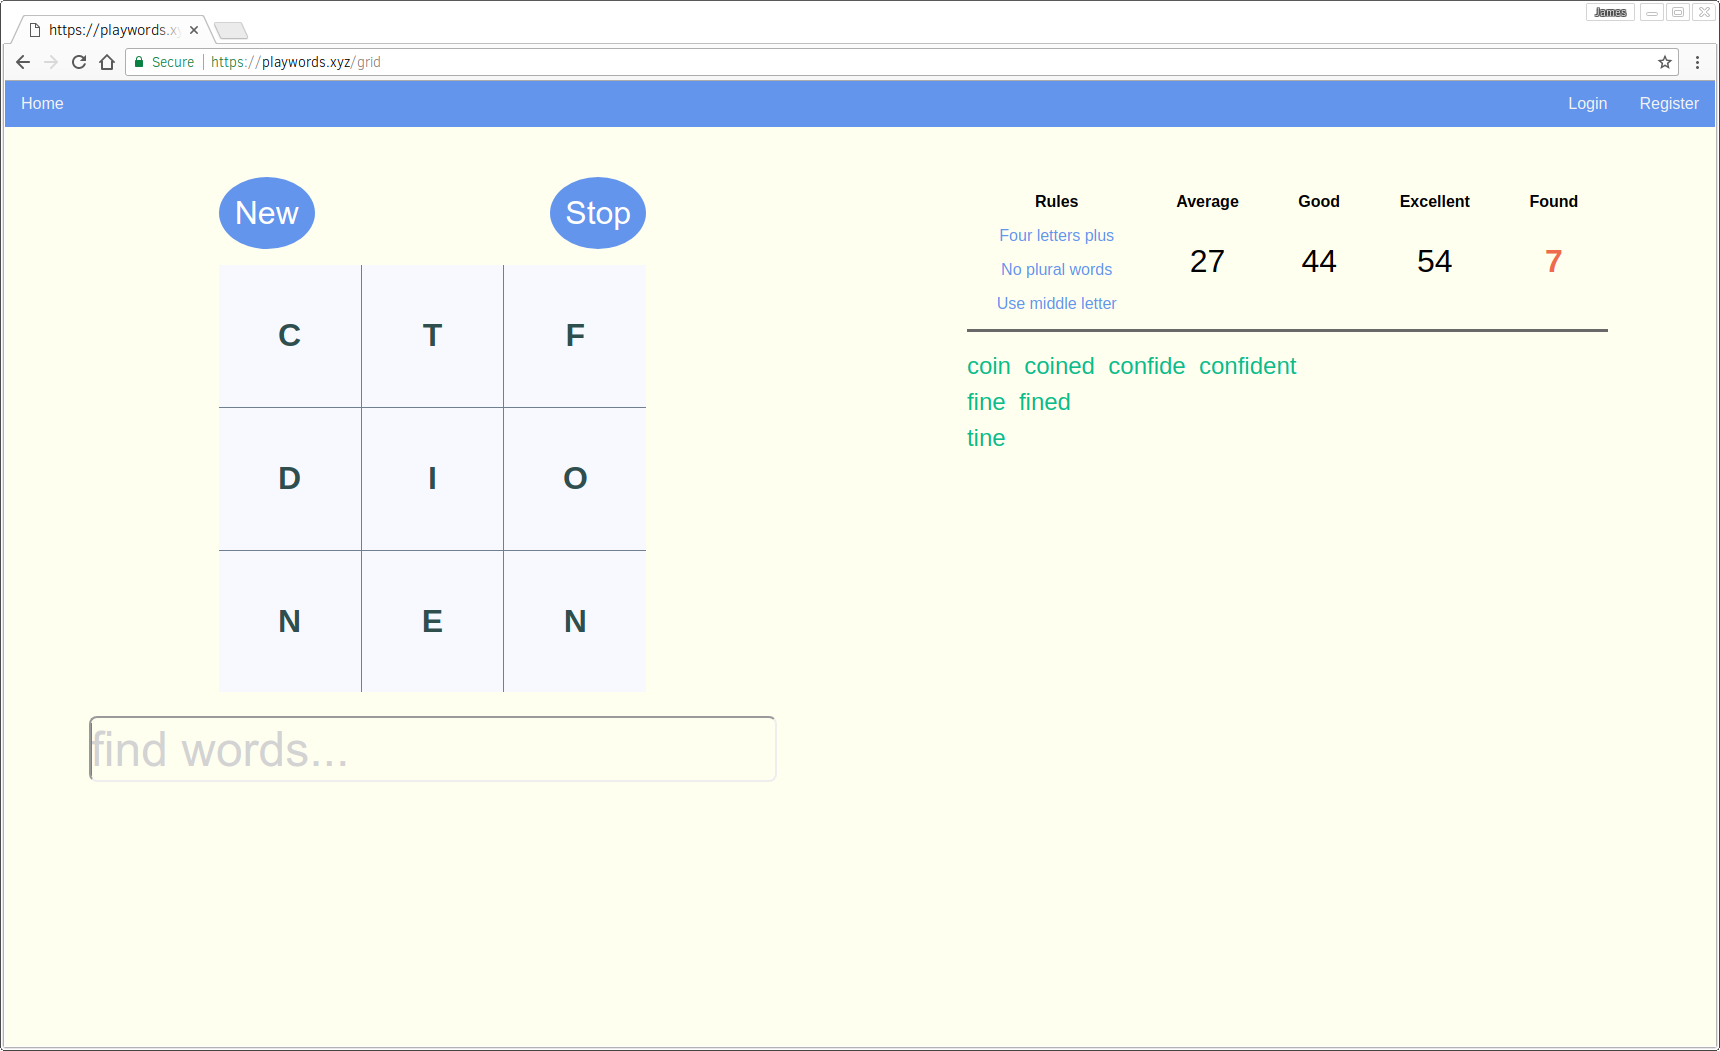 James
https://playwords.xy
Secure https://playwords.xyz/grid
Home Login Register
New Stop
C T F
D I O
N E N
find words...
Rules Average Good Excellent Found
Four letters plus
No plural words
Use middle letter
27 44 54 7
coin coined confide confident
fine fined
tine